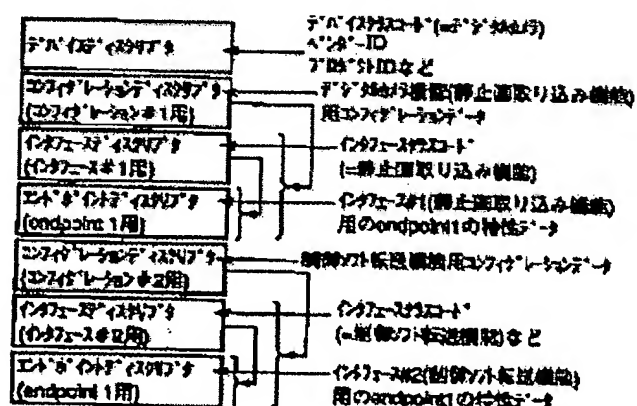 デバイスディスクリプタ
デバイスクラスコード(=デジタルカメラ)
ベンダーID
プロダクトIDなど
コンフィグレーションディスクリプタ
(コンフィグレーション#1用)
デジタルカメラ機能(静止画取り込み機能)
用コンフィグレーションデータ
インタフェースディスクリプタ
(インタフェース#1用)
インタフェースクラスコード
(=静止画取り込み機能)
エンドポイントディスクリプタ
(endpoint 1用)
インタフェース#1(静止画取り込み機能)
用のendpoint1の特性データ
コンフィグレーションディスクリプタ
(コンフィグレーション#2用)
制御ソフト転送機能用コンフィグレーションデータ
インタフェースディスクリプタ
(インタフェース#2用)
インタフェースクラスコード
(=制御ソフト転送機能)など
エンドポイントディスクリプタ
(endpoint 1用)
インタフェース#2(制御ソフト転送機能)
用のendpoint1の特性データ